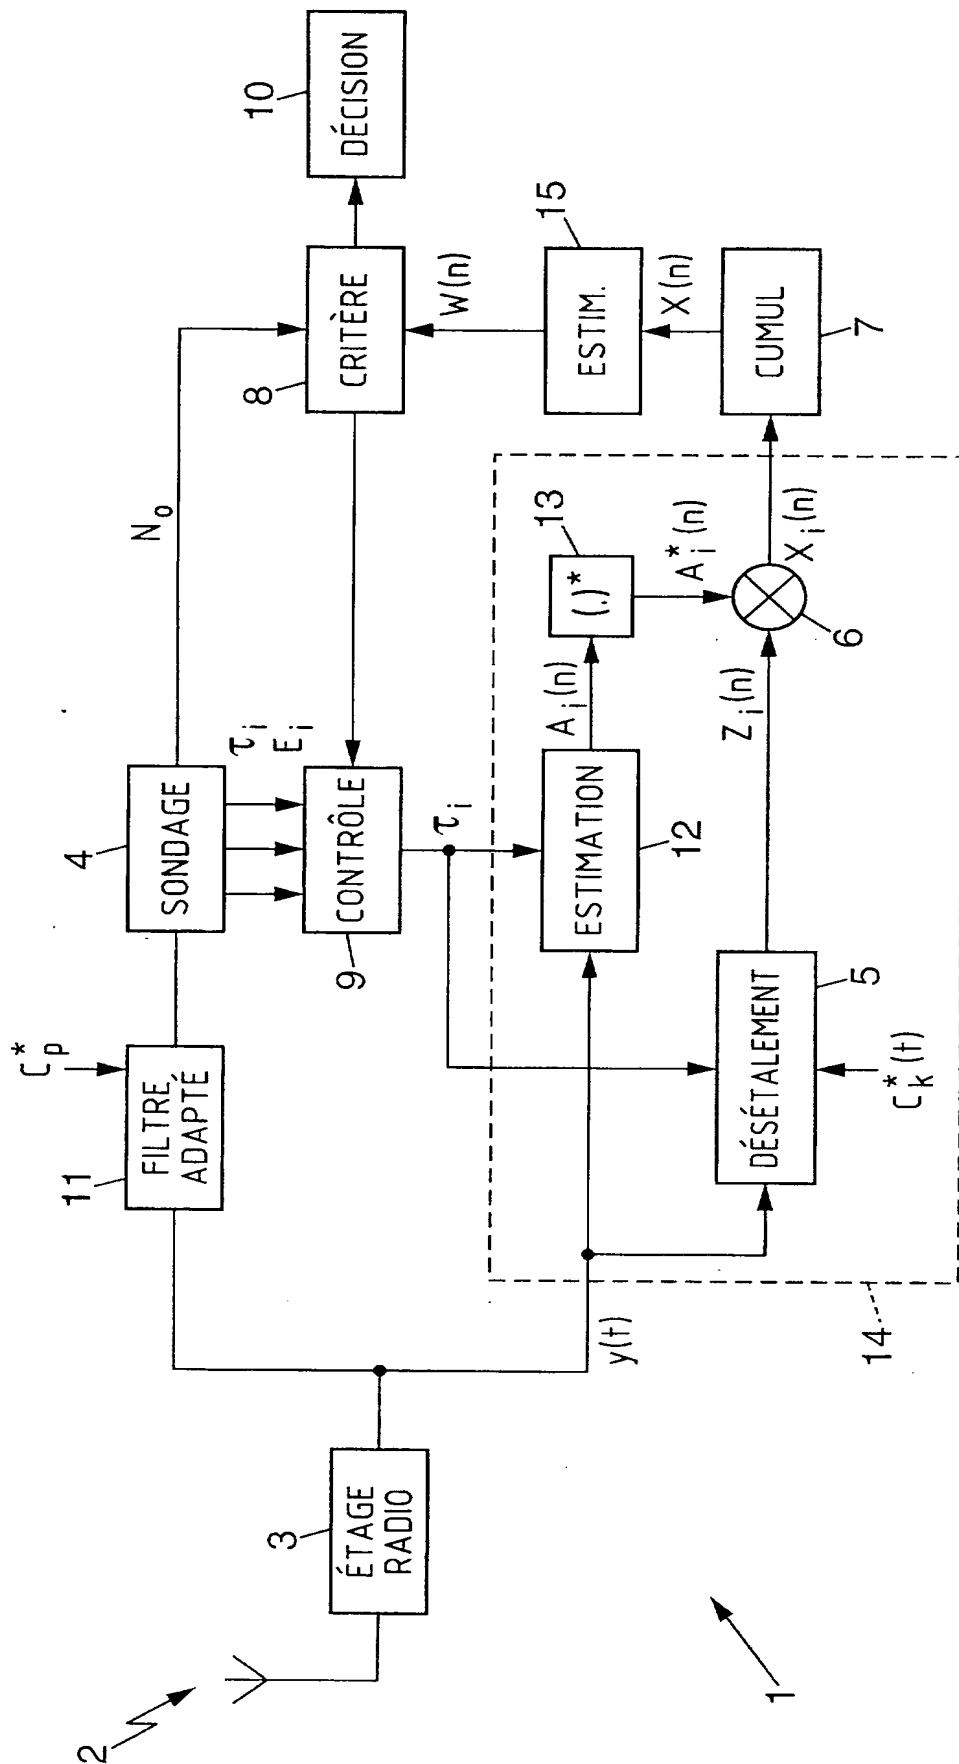 2
3
ÉTAGE
RADIO
1
C*p
11
FILTRE
ADAPTÉ
4
SONDAGE
N0
τi
Ei
9
CONTRÔLE
τi
8
CRITÈRE
10
DÉCISION
W(n)
15
ESTIM.
X(n)
CUMUL
7
y(t)
14
ESTIMATION
12
Ai(n)
13
(.)*
A*i(n)
DÉSÉTALEMENT
5
C*k(t)
Zi(n)
6
Xi(n)